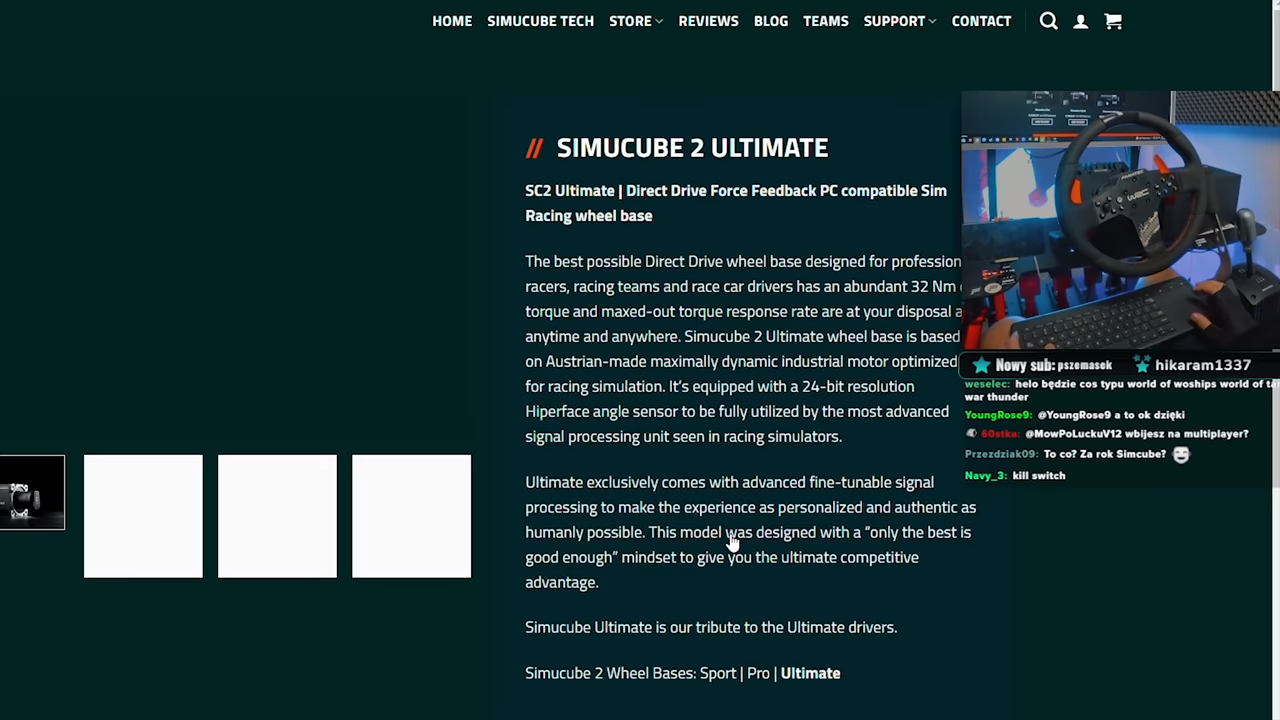 HOME SIMUCUBE TECH STORE REVIEWS BLOG TEAMS SUPPORT CONTACT
// SIMUCUBE 2 ULTIMATE
SC2 Ultimate | Direct Drive Force Feedback PC compatible Sim
Racing wheel base
The best possible Direct Drive wheel base designed for profession
racers, racing teams and race car drivers has an abundant 32 Nm
torque and maxed-out torque response rate are at your disposal a
anytime and anywhere. Simucube 2 Ultimate wheel base is based
on Austrian-made maximally dynamic industrial motor optimized
for racing simulation. It's equipped with a 24-bit resolution
Hiperface angle sensor to be fully utilized by the most advanced
signal processing unit seen in racing simulators.
Ultimate exclusively comes with advanced fine-tunable signal
processing to make the experience as personalized and authentic as
humanly possible. This model was designed with a “only the best is
good enough” mindset to give you the ultimate competitive
advantage.
Simucube Ultimate is our tribute to the Ultimate drivers.
Simucube 2 Wheel Bases: Sport | Pro | Ultimate
WRC
Nowy sub: pszemasek hikaram1337
weselec: helo będzie cos typu world of woships world of ta
war thunder
YoungRose9: @YoungRose9 a to ok dzięki
60stka: @MowPoLuckuV12 wbijesz na multiplayer?
Przezdziak09: To co? Za rok Simcube?
Navy_3: kill switch